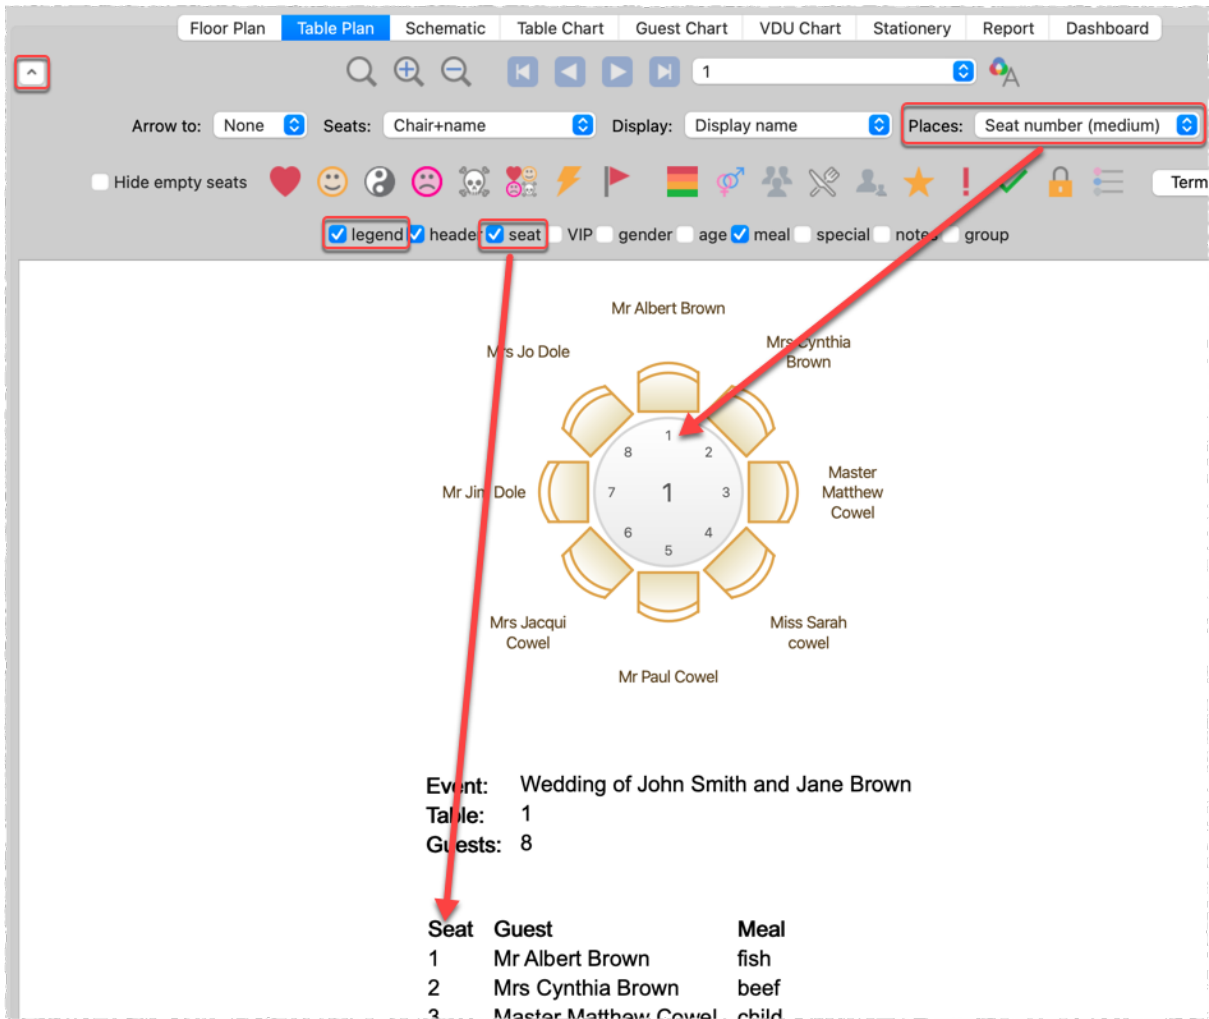 Floor Plan Table Plan Schematic Table Chart Guest Chart VDU Chart Stationery Report Dashboard
1
A
Arrow to: None Seats: Chair+name Display: Display name Places: Seat number (medium)
Hide empty seats
Term
legend header seat VIP gender age meal special notes group
Mr Albert Brown
Mrs Jo Dole
Mrs Cynthia
Brown
1
8 2
Mr Jim Dole
7 1 3
Master
Matthew
Cowel
6 4
5
Mrs Jacqui
Cowel
Miss Sarah
cowel
Mr Paul Cowel
Event: Wedding of John Smith and Jane Brown
Table: 1
Guests: 8
Seat Guest Meal
1 Mr Albert Brown fish
2 Mrs Cynthia Brown beef
3 Master Matthew Cowel child